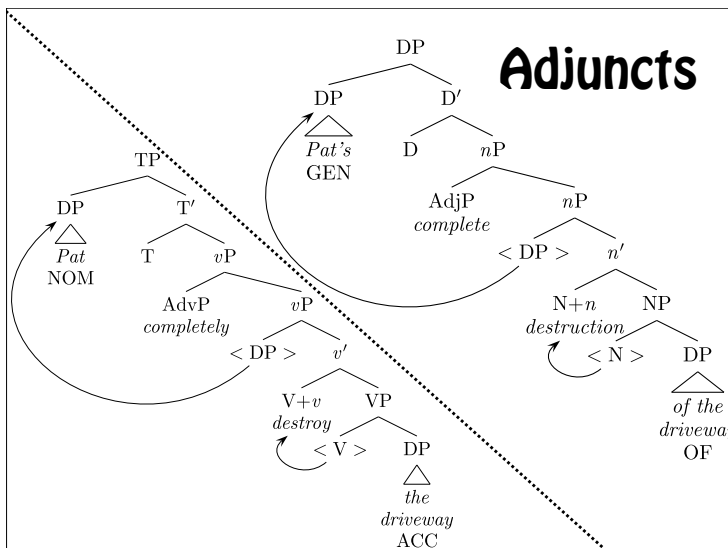 Adjuncts
DP
DP D′
Pat's
GEN
D nP
AdjP
complete
nP
< DP > n′
N+n
destruction
NP
< N > DP
of the
drivewa
OF
TP
DP T′
Pat
NOM
T vP
AdvP
completely
vP
< DP > v′
V+v
destroy
VP
< V > DP
the
driveway
ACC